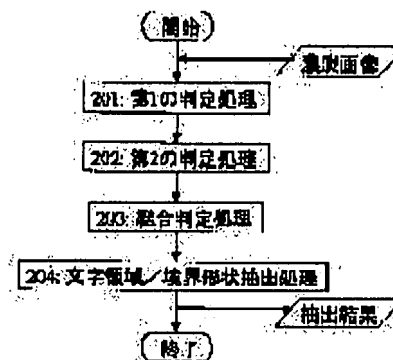 開始
濃淡画像
201: 第1の判定処理
202: 第2の判定処理
203: 総合判定処理
204: 文字領域／境界形状抽出処理
抽出結果
終了